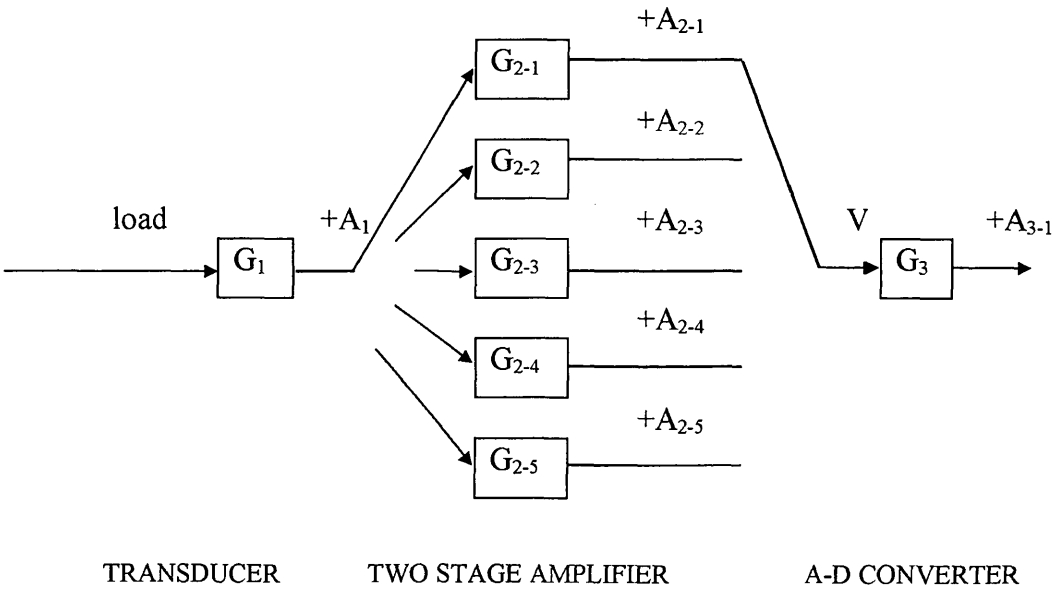 +A2-1
G2-1
+A2-2
G2-2
load +A1 +A2-3 V +A3-1
G1 G2-3 G3
+A2-4
G2-4
+A2-5
G2-5
TRANSDUCER TWO STAGE AMPLIFIER A-D CONVERTER